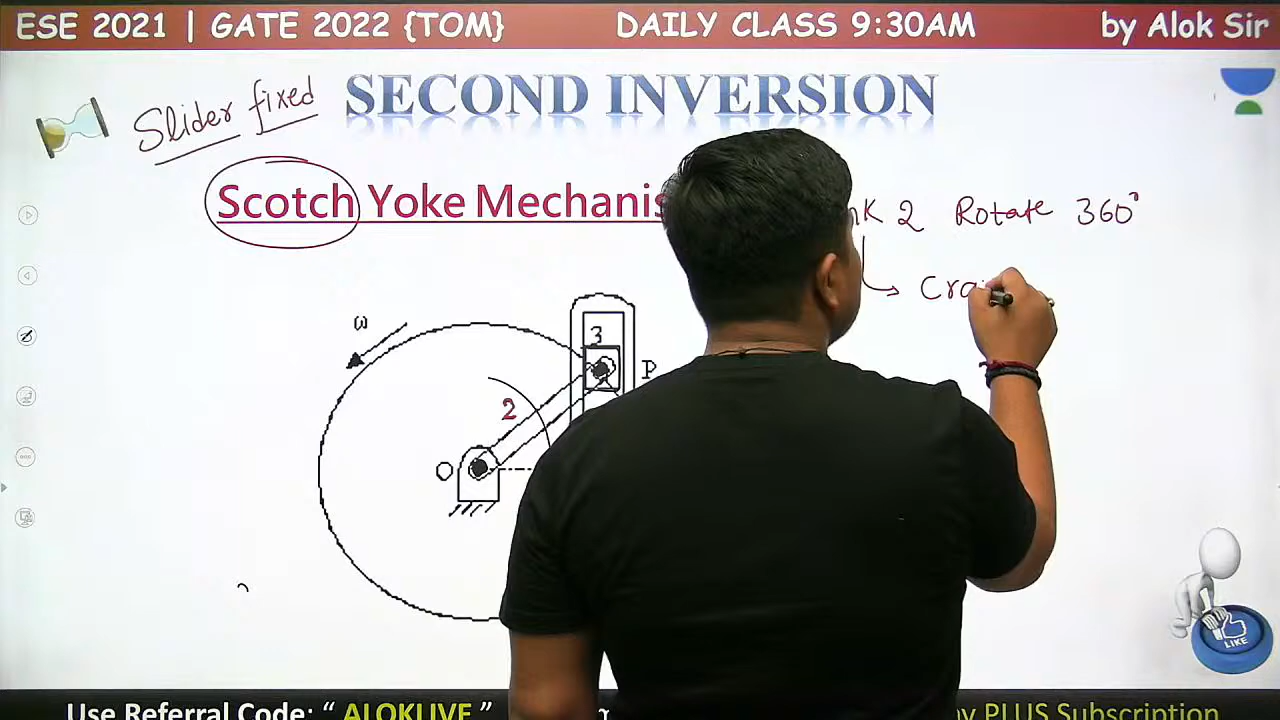 ESE 2021 | GATE 2022 {TOM} DAILY CLASS 9:30AM by Alok Sir
Slider fixed SECOND INVERSION
Scotch Yoke Mechanis
2 Rotate 360°
ω
3
P
2
O
LIKE
Use Referral Code: “ ALOKLIVE ” PLUS Subscription